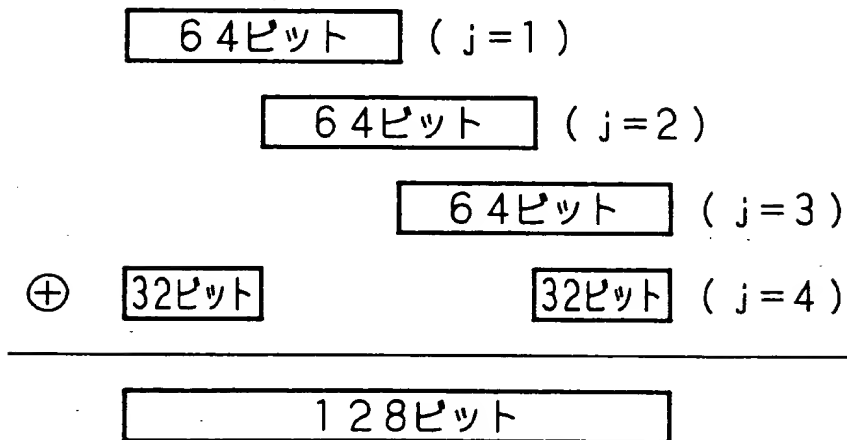 64ビット (j=1)
64ビット (j=2)
64ビット (j=3)
⊕ 32ビット 32ビット (j=4)
128ビット